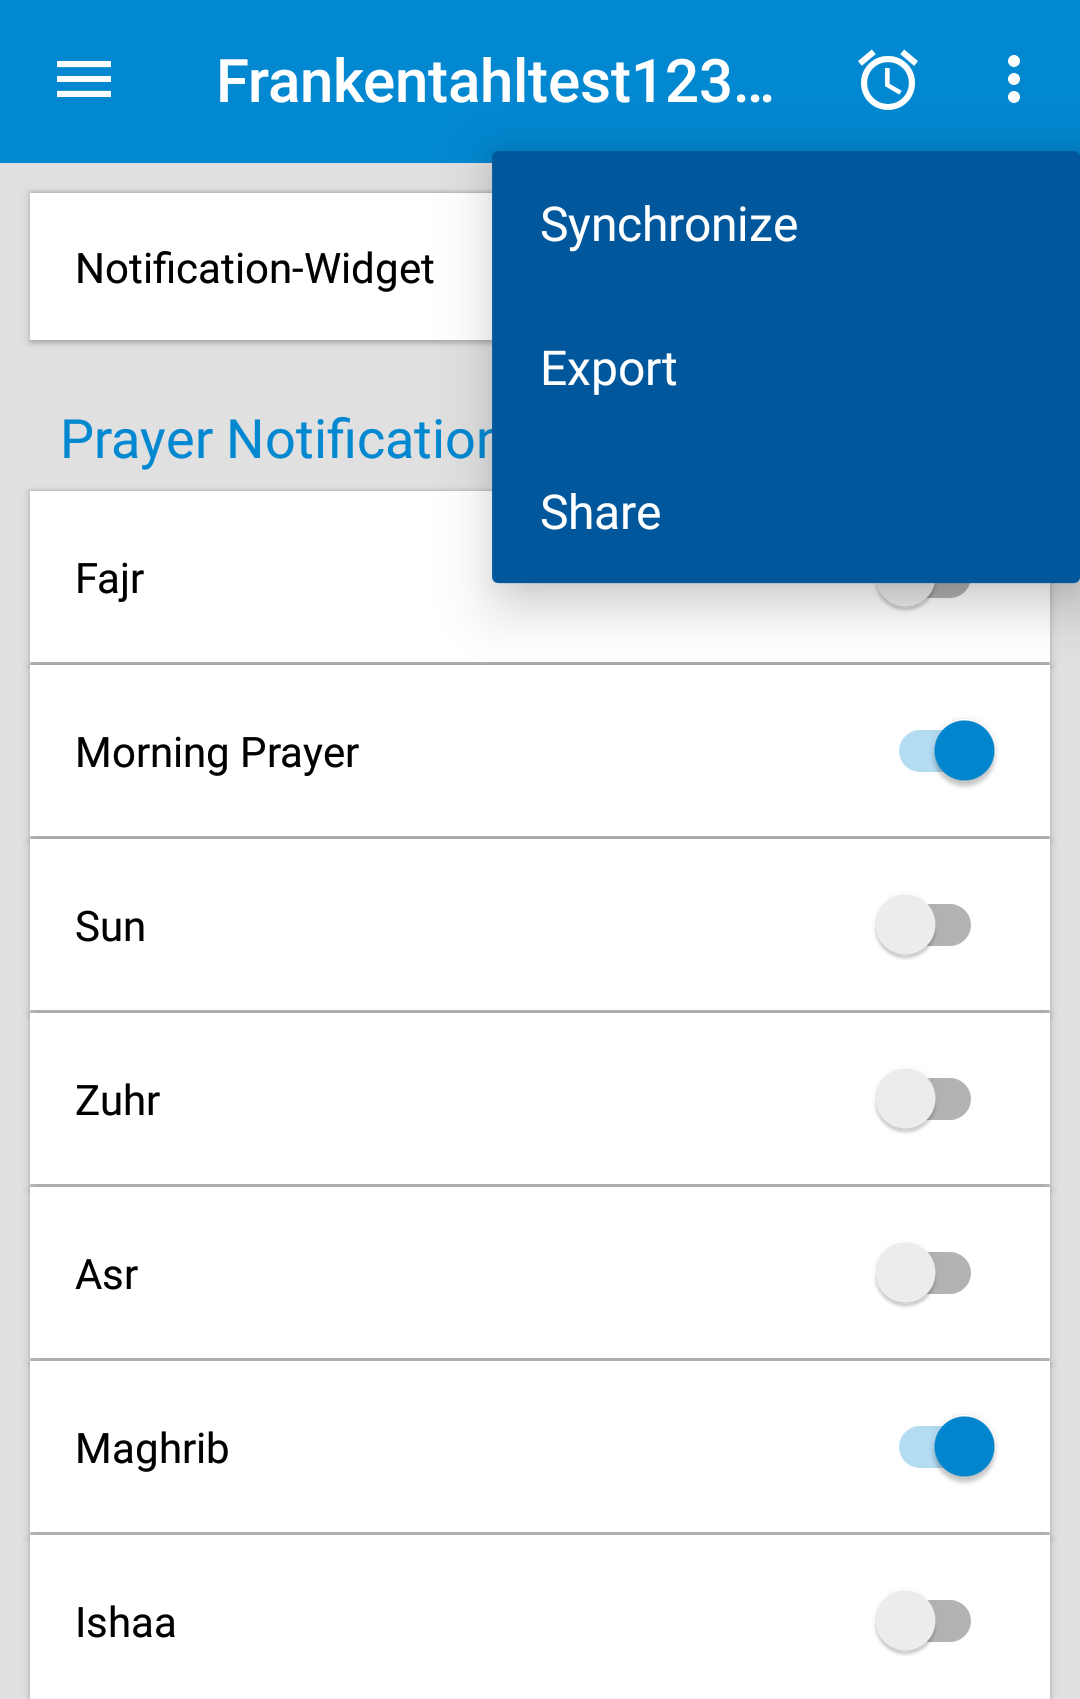 Frankentahltest123...
Synchronize
Export
Share
Notification-Widget
Prayer Notification
Fajr
Morning Prayer
Sun
Zuhr
Asr
Maghrib
Ishaa